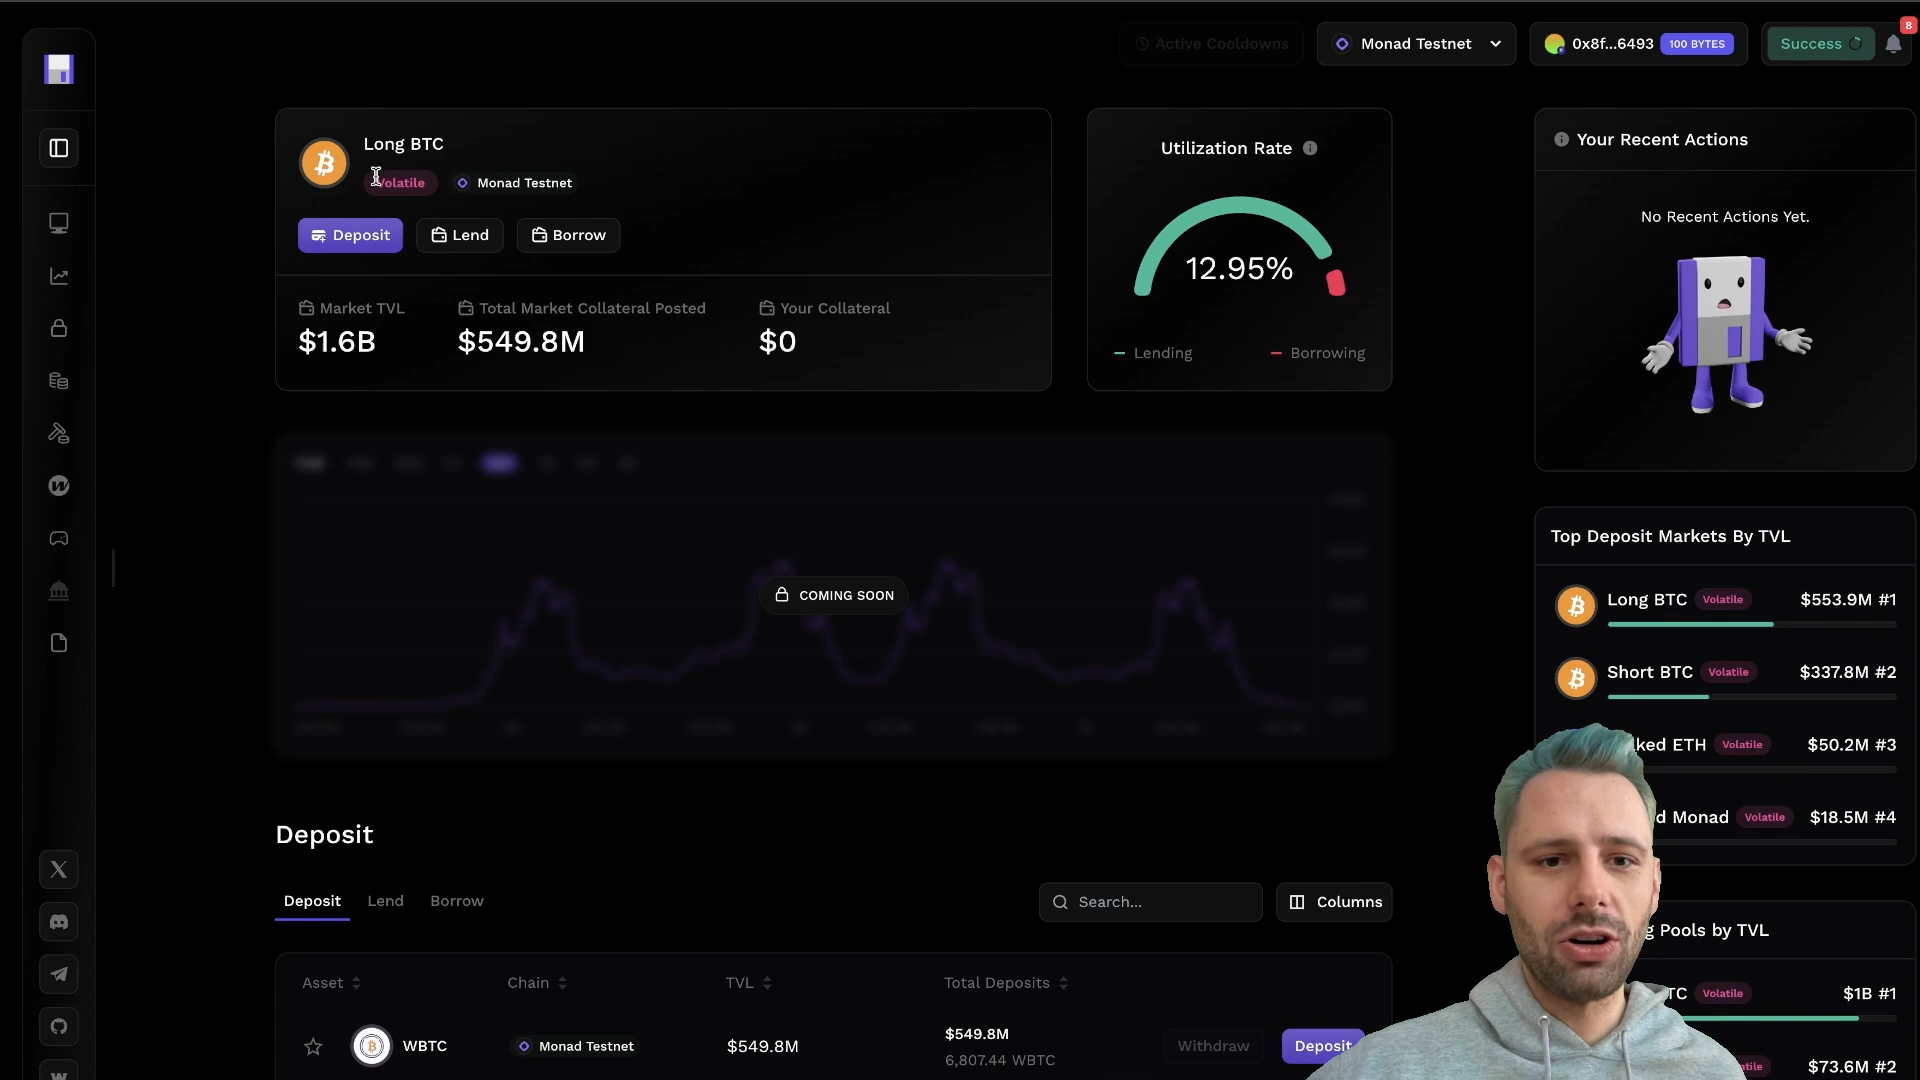 Active Cooldowns
Monad Testnet
0x8f...6493 100 BYTES
Success
8
Long BTC
Volatile
Monad Testnet
Deposit
Lend
Borrow
Market TVL
$1.6B
Total Market Collateral Posted
$549.8M
Your Collateral
$0
Utilization Rate
12.95%
Lending
Borrowing
Your Recent Actions
No Recent Actions Yet.
COMING SOON
Top Deposit Markets By TVL
Long BTC Volatile $553.9M #1
Short BTC Volatile $337.8M #2
ked ETH Volatile $50.2M #3
d Monad Volatile $18.5M #4
Deposit
Deposit Lend Borrow
Search...
Columns
Asset Chain TVL Total Deposits
WBTC Monad Testnet $549.8M
$549.8M
6,807.44 WBTC
Withdraw
Deposit
g Pools by TVL
TC Volatile $1B #1
atile $73.6M #2